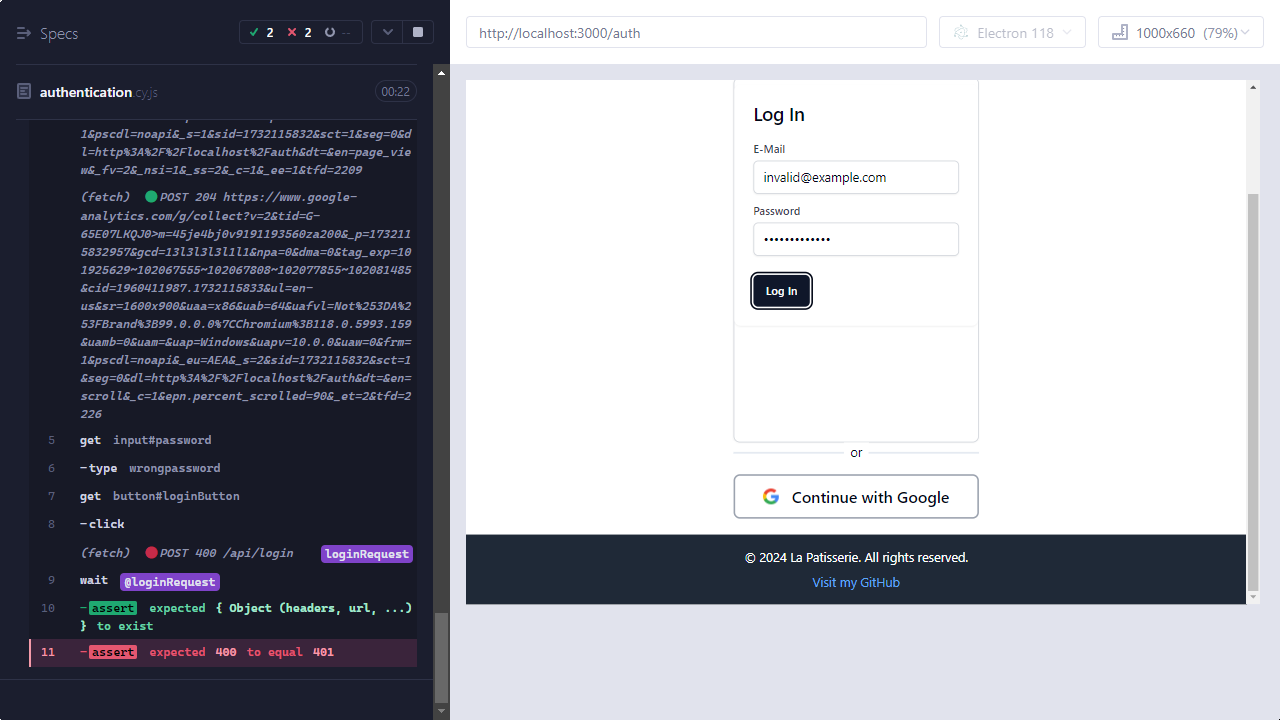 Specs
2
2
--
authentication.cy.js
00:22
1&pscdl=noapi&_s=1&sid=1732115832&sct=1&seg=0&d
l=http%3A%2F%2Flocalhost%2Fauth&dt=&en=page_vie
w&_fv=2&_nsi=1&_ss=2&_c=1&_ee=1&tfd=2209
(fetch) POST 204 https://www.google-
analytics.com/g/collect?v=2&tid=G-
65E07LKQJ0>m=45je4bj0v9191193560za200&_p=173211
5832957&gcd=13l3l3l3l1l1&npa=0&dma=0&tag_exp=10
1925629~102067555~102067808~102077855~102081485
&cid=1960411987.1732115833&ul=en-
us&sr=1600x900&uaa=x86&uab=64&uafvl=Not%253DA%2
53FBrand%3B99.0.0.0%7CChromium%3B118.0.5993.159
&uamb=0&uam=&uap=Windows&uapv=10.0.0&uaw=0&frm=
1&pscdl=noapi&_eu=AEA&_s=2&sid=1732115832&sct=1
&seg=0&dl=http%3A%2F%2Flocalhost%2Fauth&dt=&en=
scroll&_c=1&epn.percent_scrolled=90&_et=2&tfd=2
226
5 get input#password
6 -type wrongpassword
7 get button#loginButton
8 -click
(fetch) POST 400 /api/login loginRequest
9 wait @loginRequest
10 -assert expected { Object (headers, url, ...)
} to exist
11 -assert expected 400 to equal 401
http://localhost:3000/auth
Electron 118
1000x660 (79%)
Log In
E-Mail
invalid@example.com
Password
•••••••••••••
Log In
or
Continue with Google
© 2024 La Patisserie. All rights reserved.
Visit my GitHub